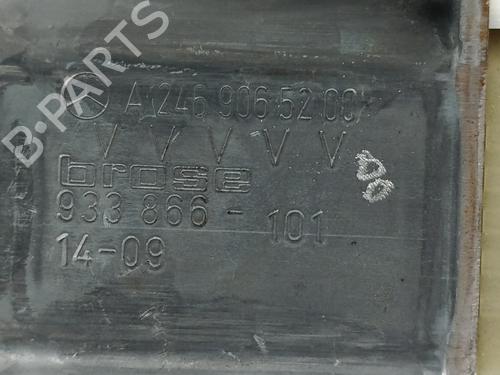 A 246 906 52 00
V V V V V
brose
933 866 - 101
14-09
B-PARTS